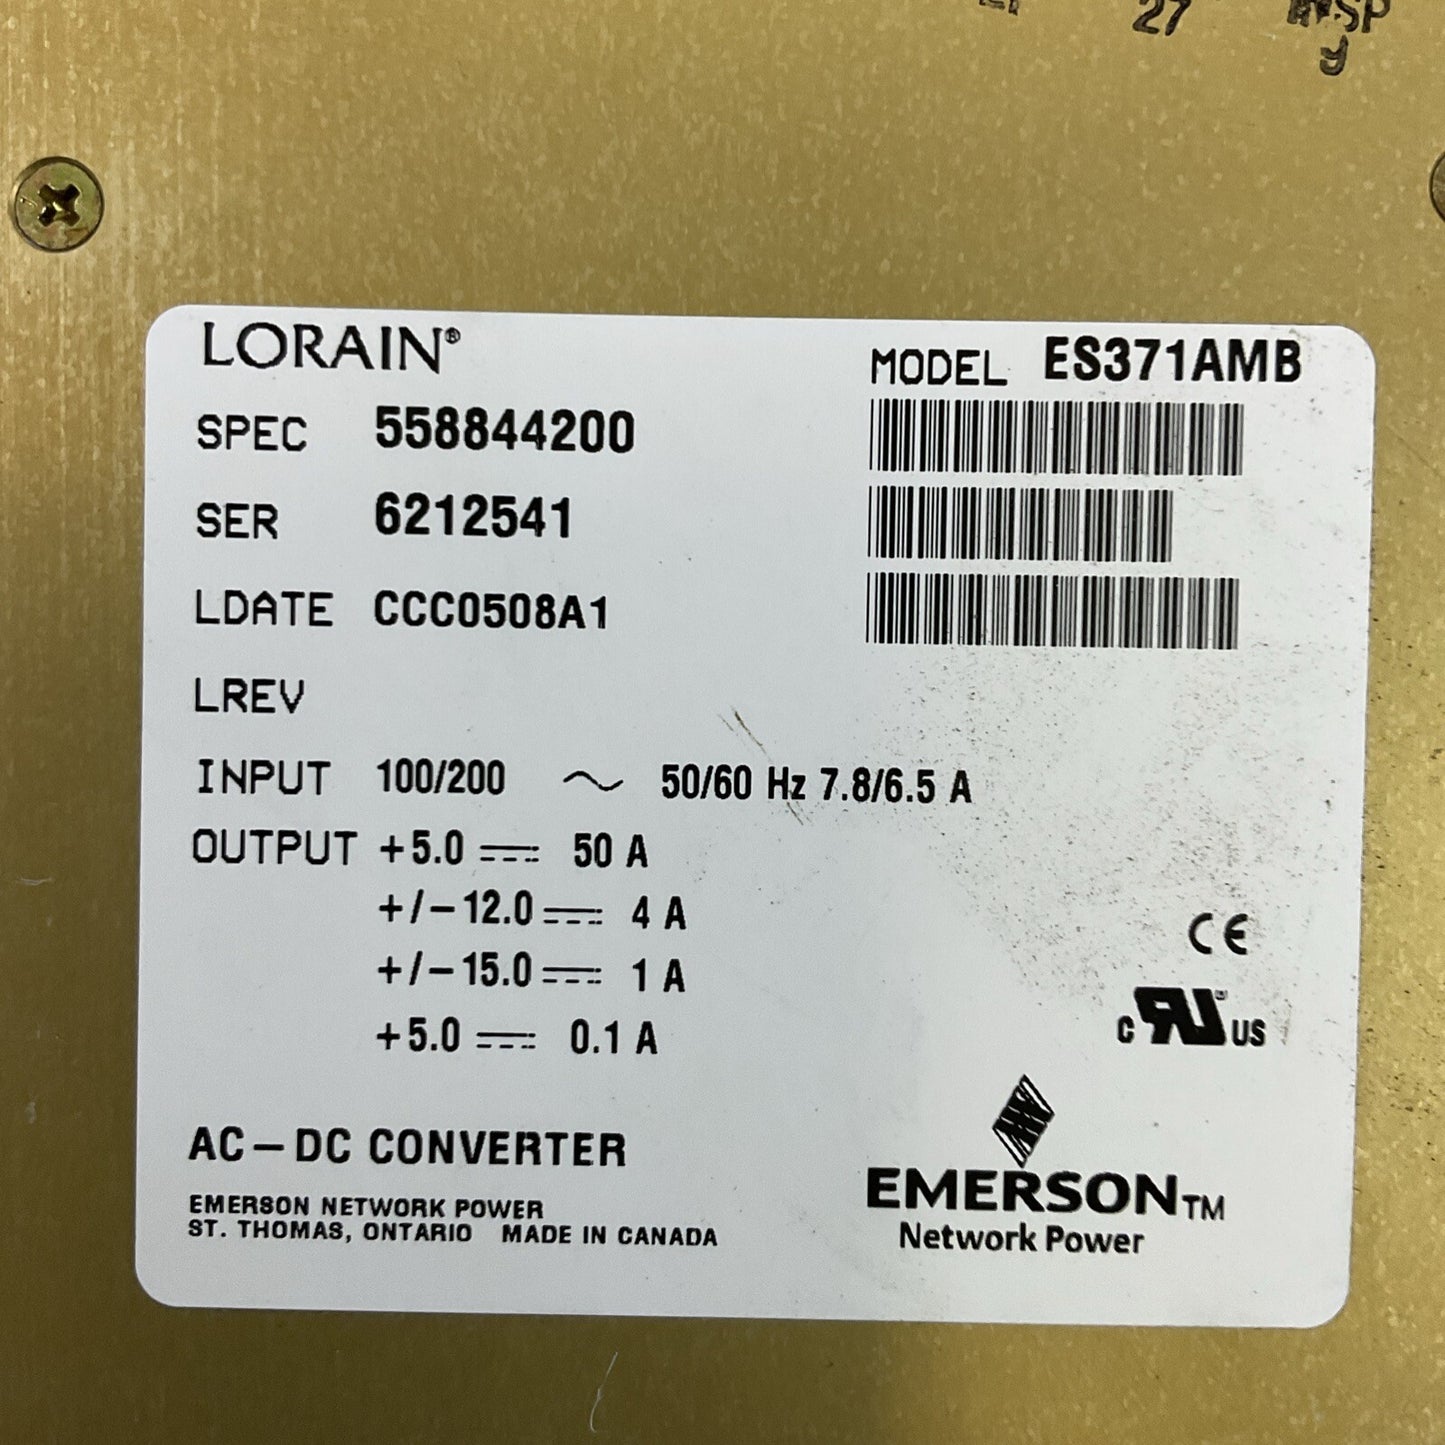 27
LORAIN®
MODEL ES371AMB
SPEC 558844200
SER 6212541
LDATE CCC0508A1
LREV
INPUT 100/200 ~ 50/60 Hz 7.8/6.5 A
OUTPUT +5.0 ⎓ 50 A
+/-12.0 ⎓ 4 A
+/-15.0 ⎓ 1 A
+5.0 ⎓ 0.1 A
CE
c RU US
AC-DC CONVERTER
EMERSON NETWORK POWER
ST. THOMAS, ONTARIO MADE IN CANADA
EMERSON™
Network Power